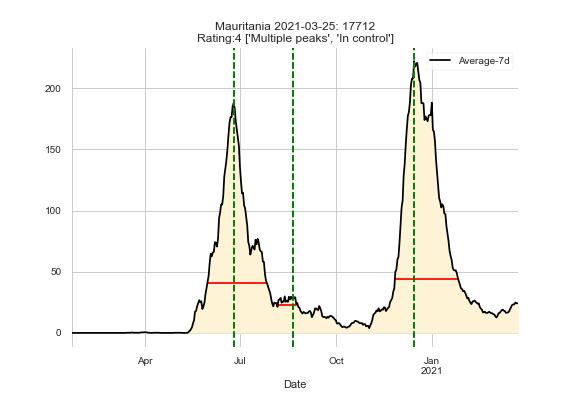 Mauritania 2021-03-25: 17712
Rating:4 ['Multiple peaks', 'In control']
Average-7d
200
150
100
50
0
Apr
Jul
Oct
Jan
2021
Date